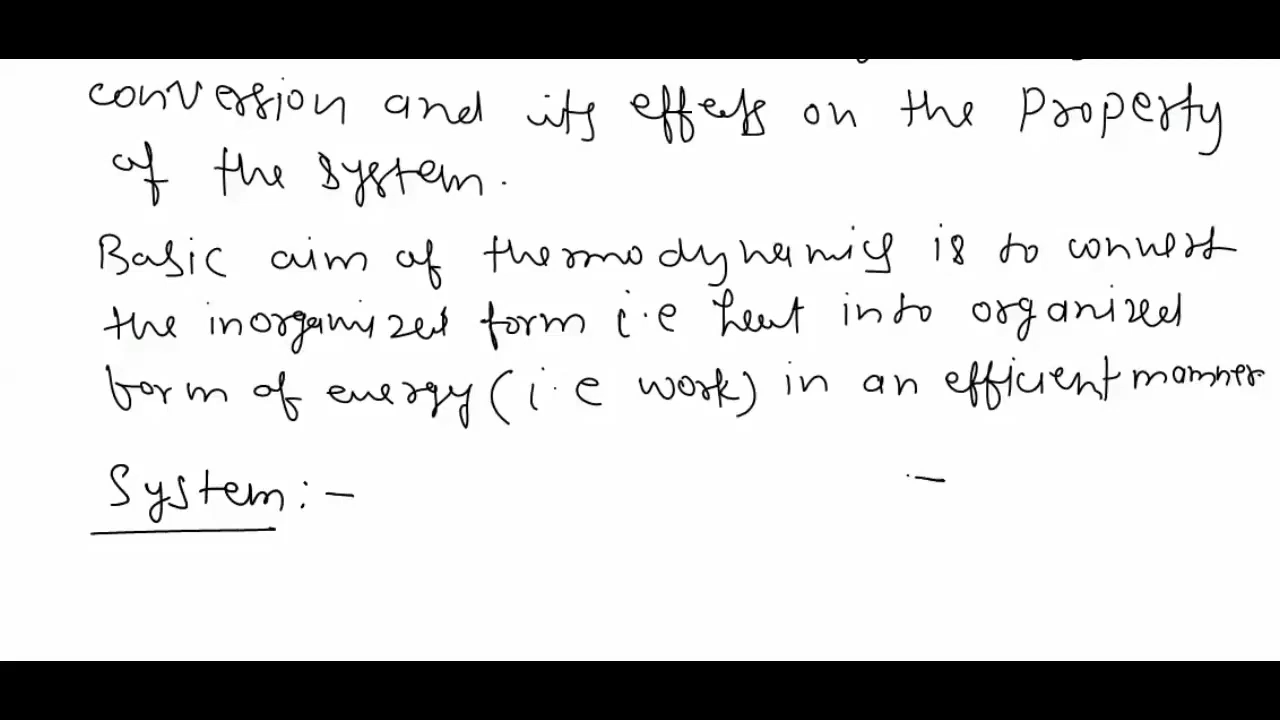 conversion and its effects on the Property
of the system.
Basic aim of thermodynamics is to convert
the inorganized form i.e heat into organized
form of energy (i.e work) in an efficient manner
System : -